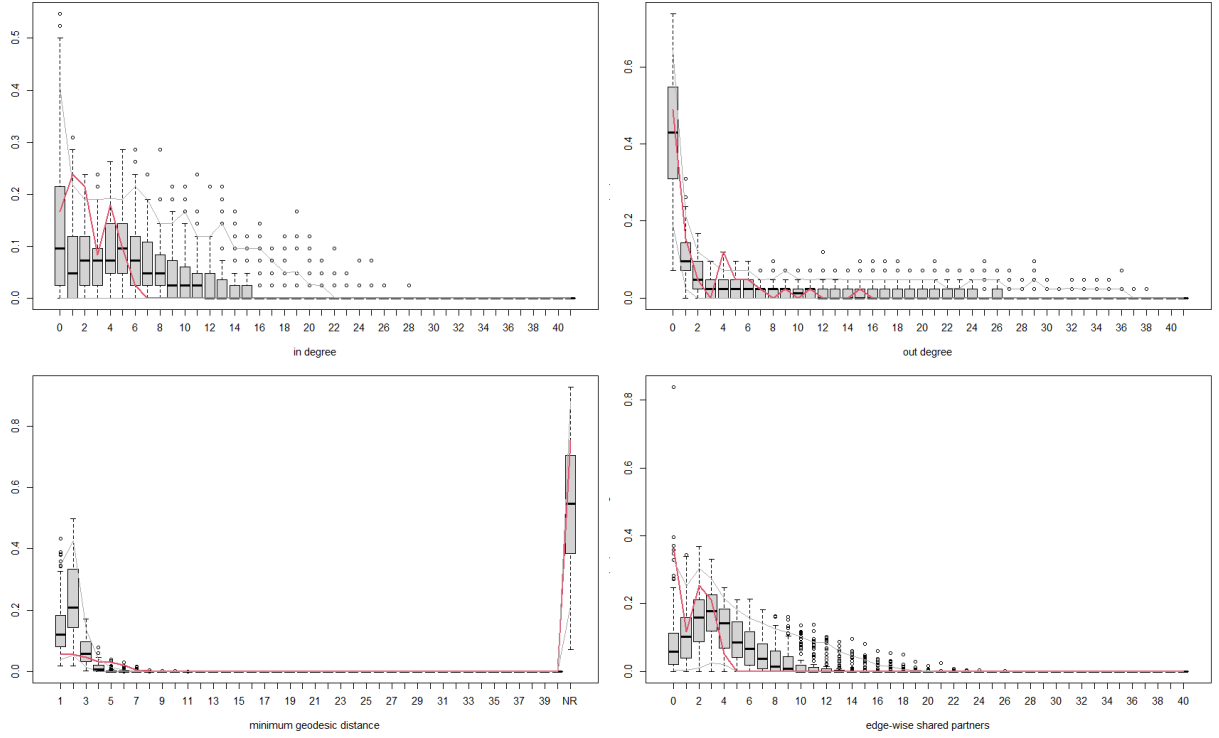 0.5
0.4
0.3
0.2
0.1
0.0
0 2 4 6 8 10 12 14 16 18 20 22 24 26 28 30 32 34 36 38 40
in degree
0.6
0.4
0.2
0.0
0 2 4 6 8 10 12 14 16 18 20 22 24 26 28 30 32 34 36 38 40
out degree
0.8
0.6
0.4
0.2
0.0
1 3 5 7 9 11 13 15 17 19 21 23 25 27 29 31 33 35 37 39 NR
minimum geodesic distance
0.8
0.6
0.4
0.2
0.0
0 2 4 6 8 10 12 14 16 18 20 22 24 26 28 30 32 34 36 38 40
edge-wise shared partners